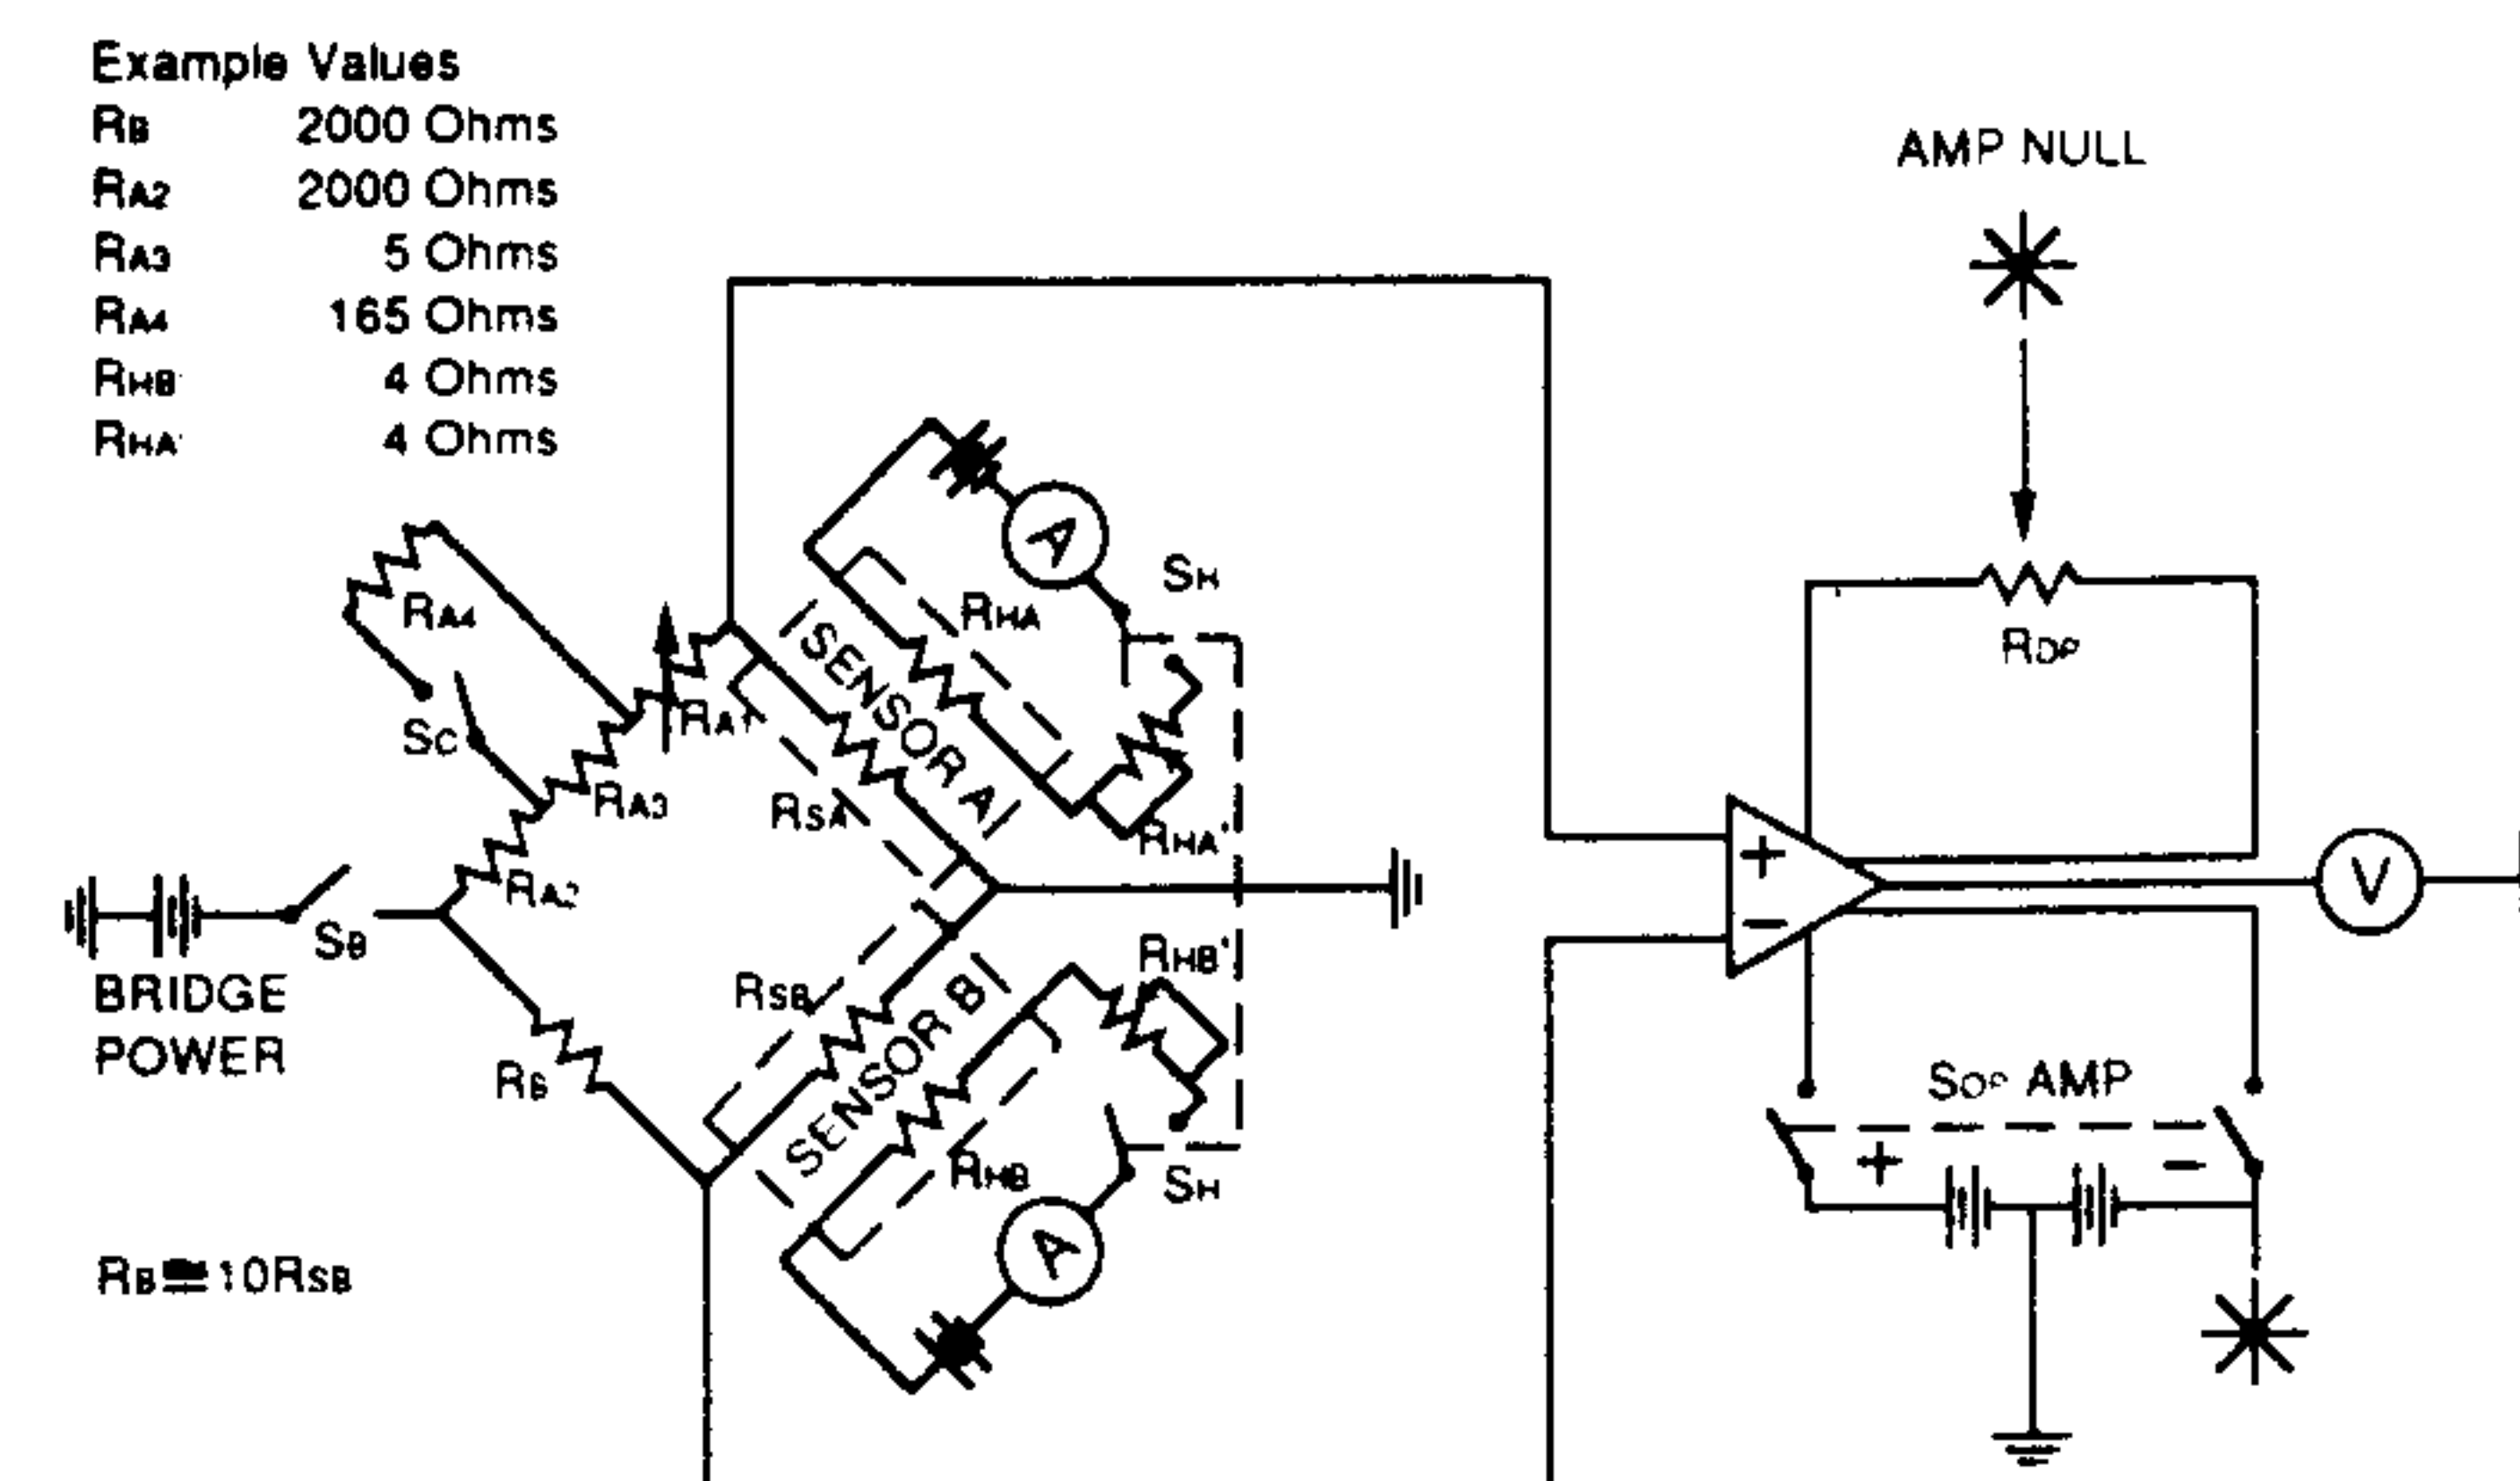 Example Values
RB 2000 Ohms
RA2 2000 Ohms
RA3 5 Ohms
RA4 165 Ohms
RHB' 4 Ohms
RHA' 4 Ohms
AMP NULL
RA4
SC
RA1
RA3
RA2
SB
BRIDGE
POWER
RB
RB≅10RSB
A
SH
RHA
SENSOR A
RSA
RHA'
RHB'
RSB
SENSOR B
RHB
SH
A
ROP
+
−
V
SOP AMP
+
−